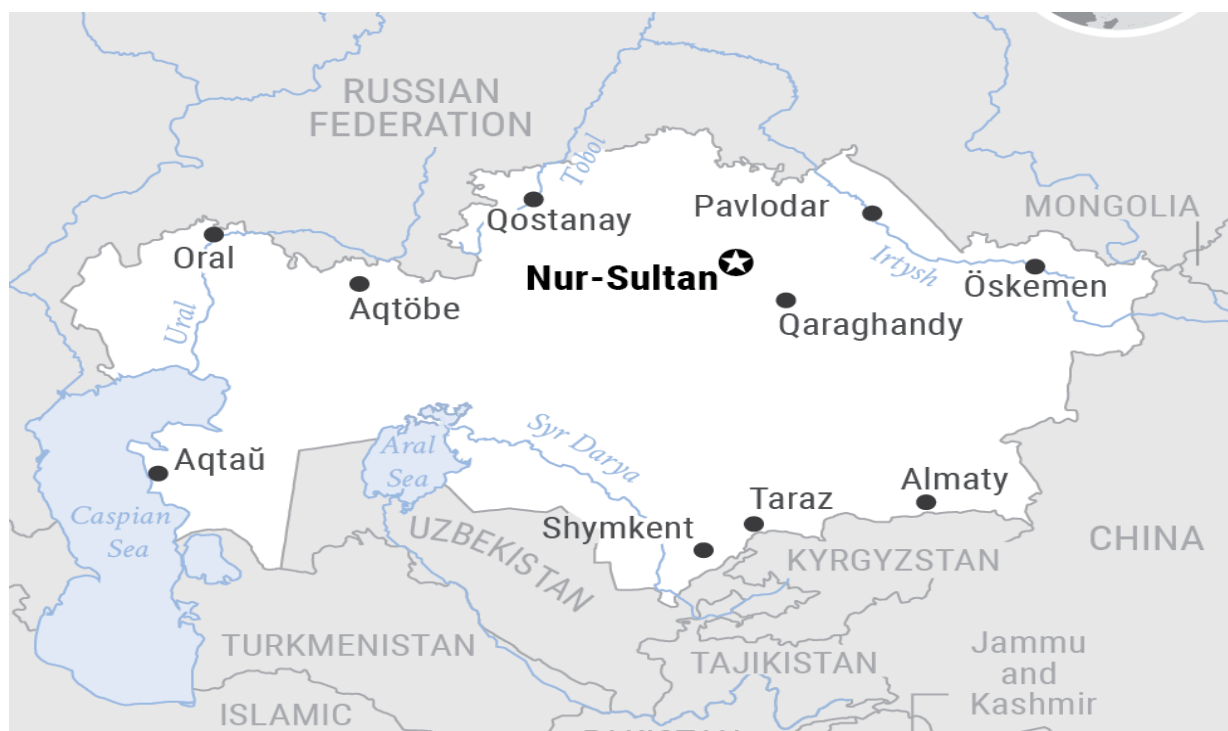 RUSSIAN
FEDERATION
Tobol
Qostanay
Pavlodar
MONGOLIA
Oral
Nur-Sultan
Irtysh
Öskemen
Aqtöbe
Ural
Qaraghandy
Aral
Sea
Syr Darya
Aqtaŭ
Almaty
Taraz
Caspian
Sea
Shymkent
UZBEKISTAN
KYRGYZSTAN
CHINA
TURKMENISTAN
TAJIKISTAN
Jammu
and
Kashmir
ISLAMIC